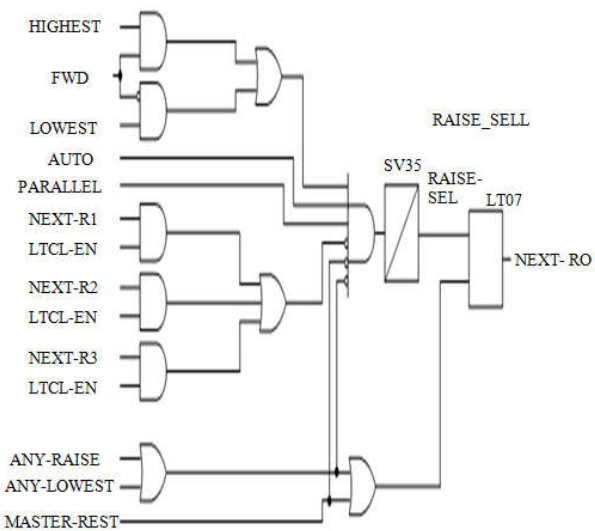 HIGHEST
FWD
LOWEST
RAISE_SELL
AUTO
SV35
PARALLEL
RAISE-
SEL
LT07
NEXT-R1
LTCL-EN
NEXT- RO
NEXT-R2
LTCL-EN
NEXT-R3
LTCL-EN
ANY-RAISE
ANY-LOWEST
MASTER-REST